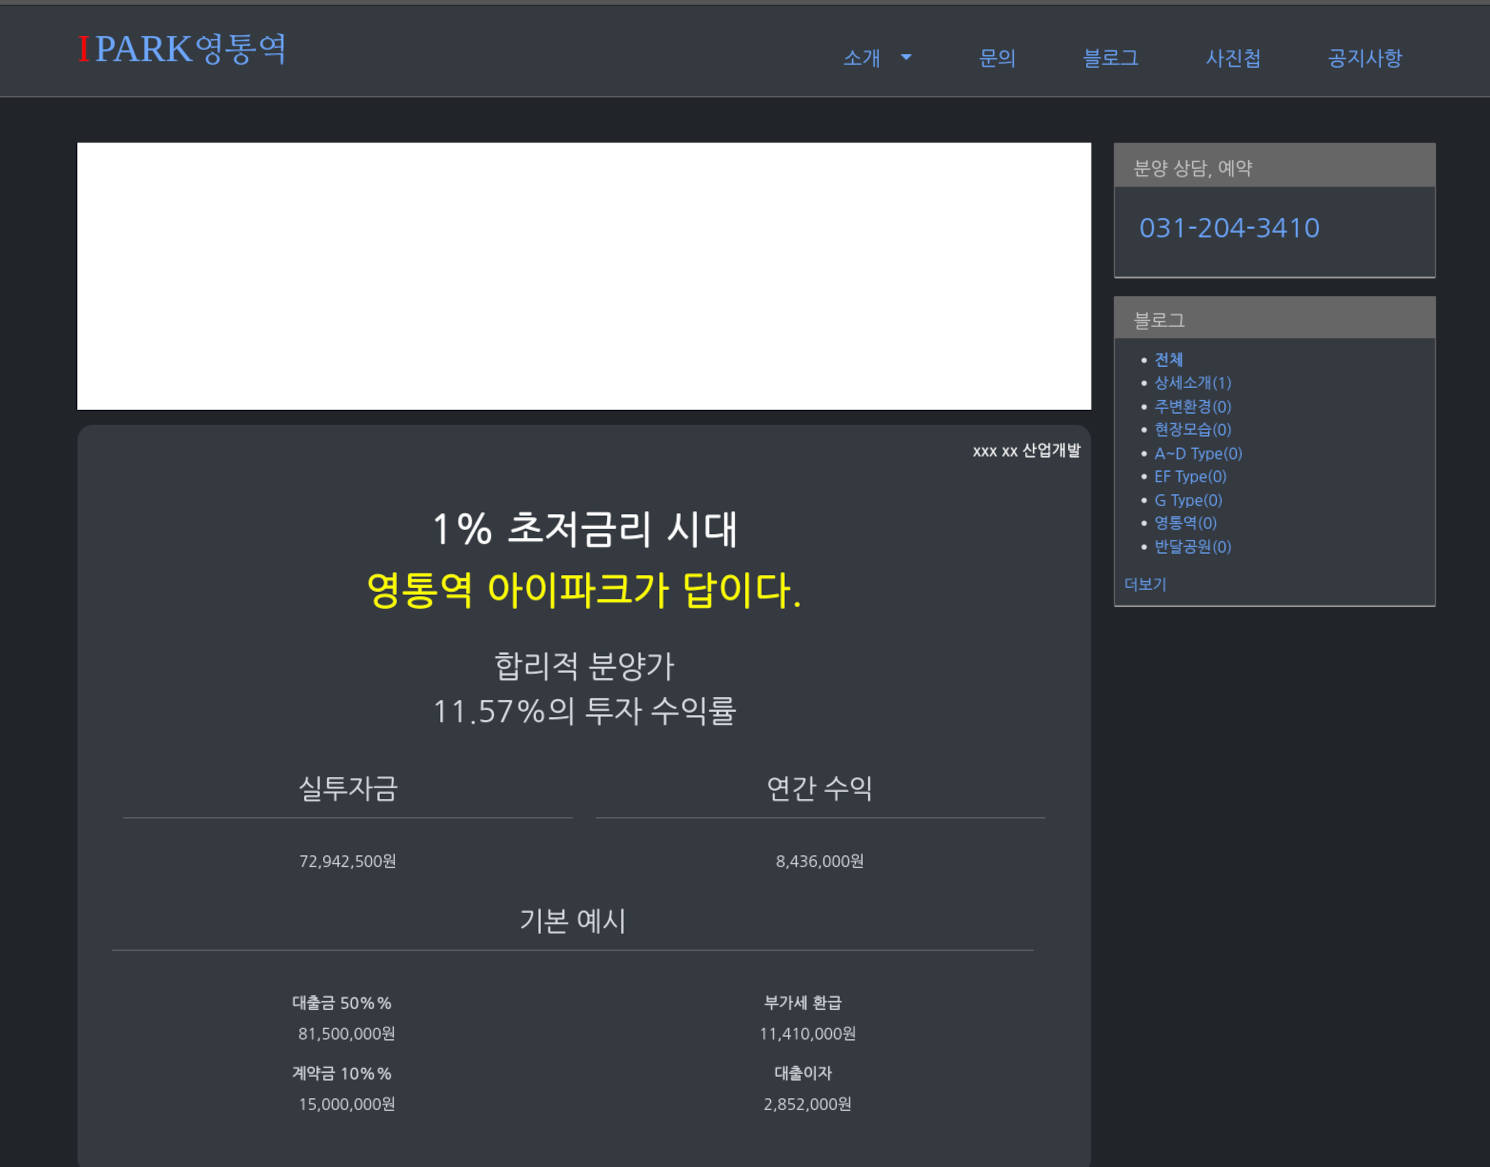 I PARK영통역
소개 문의 블로그 사진첩 공지사항
분양 상담, 예약
031-204-3410
블로그
전체
상세소개(1)
주변환경(0)
현장모습(0)
A~D Type(0)
EF Type(0)
G Type(0)
영통역(0)
반달공원(0)
더보기
xxx xx 산업개발
1% 초저금리 시대
영통역 아이파크가 답이다.
합리적 분양가
11.57%의 투자 수익률
실투자금 연간 수익
72,942,500원 8,436,000원
기본 예시
대출금 50%% 부가세 환급
81,500,000원 11,410,000원
계약금 10%% 대출이자
15,000,000원 2,852,000원